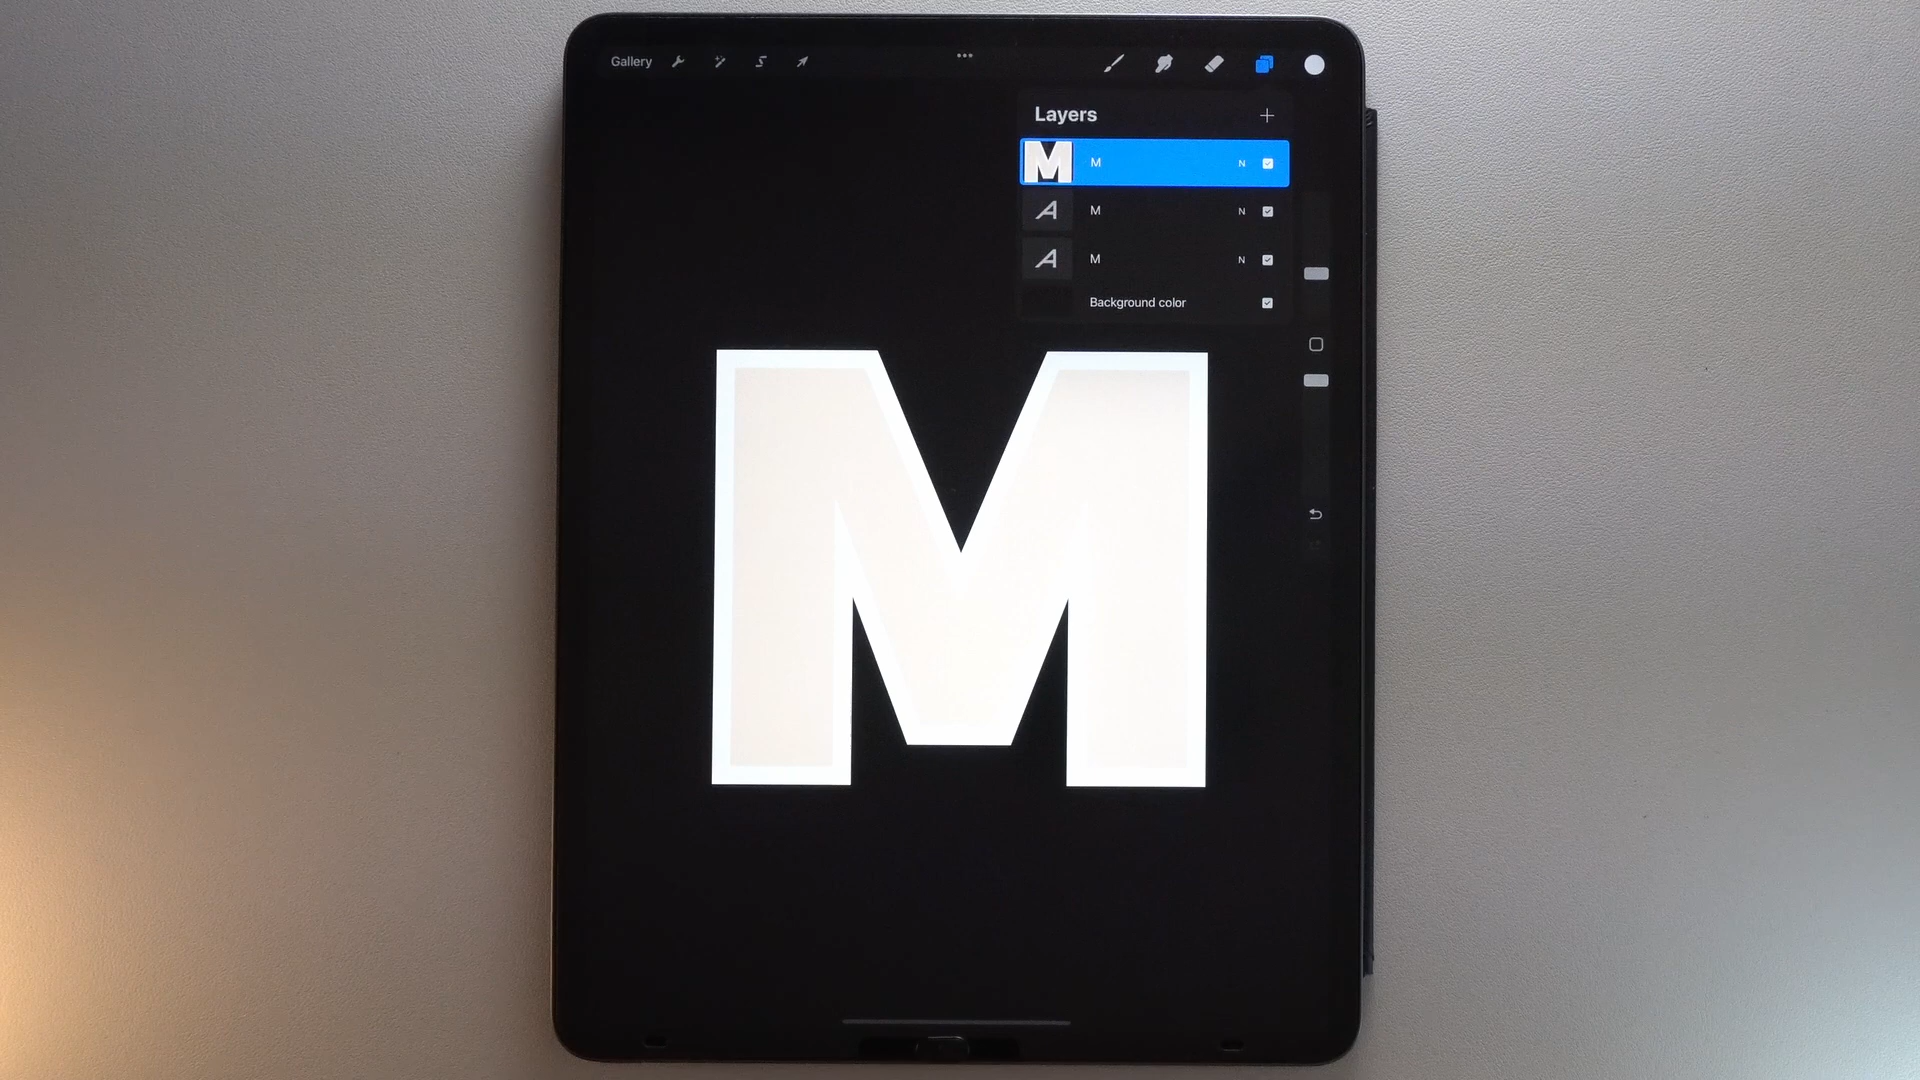 Gallery
Layers
M
M N
A M N
A M N
Background color
M